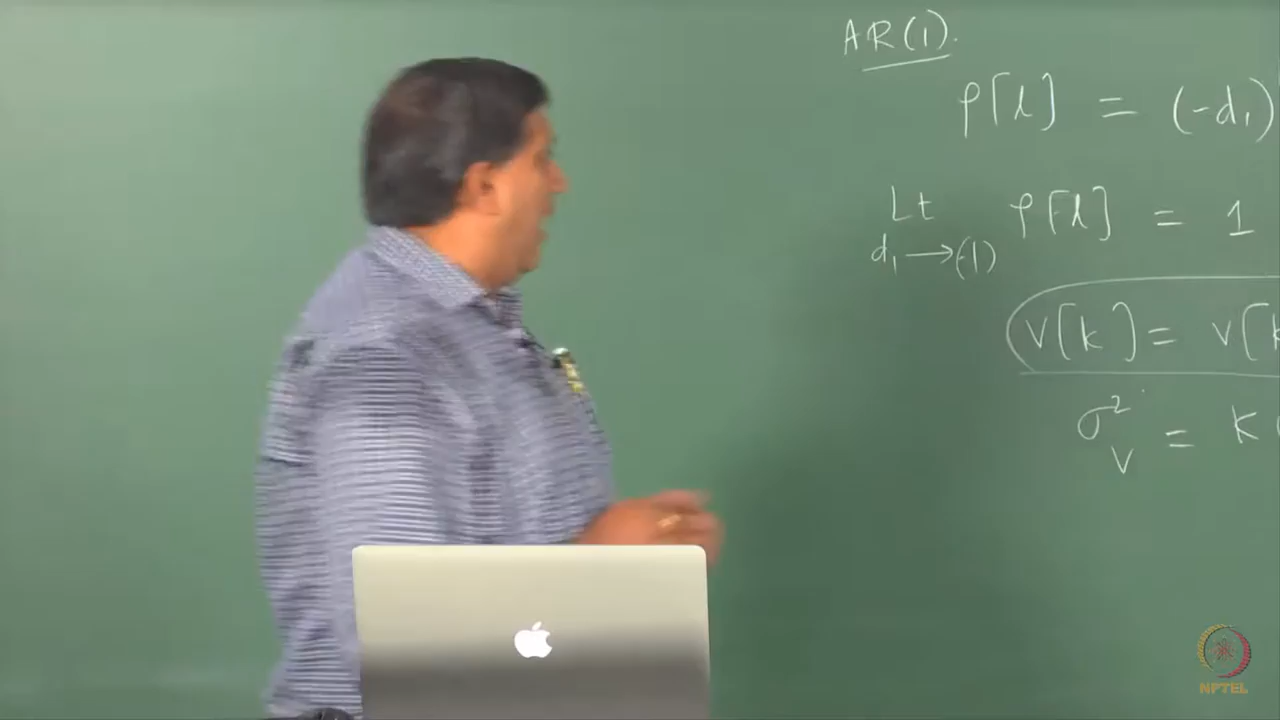 AR(1).
ρ[l] = (-d₁)
Lt ρ[l] = 1
d₁ → (-1)
v[k] = v[k
σ²ᵥ = k
NPTEL